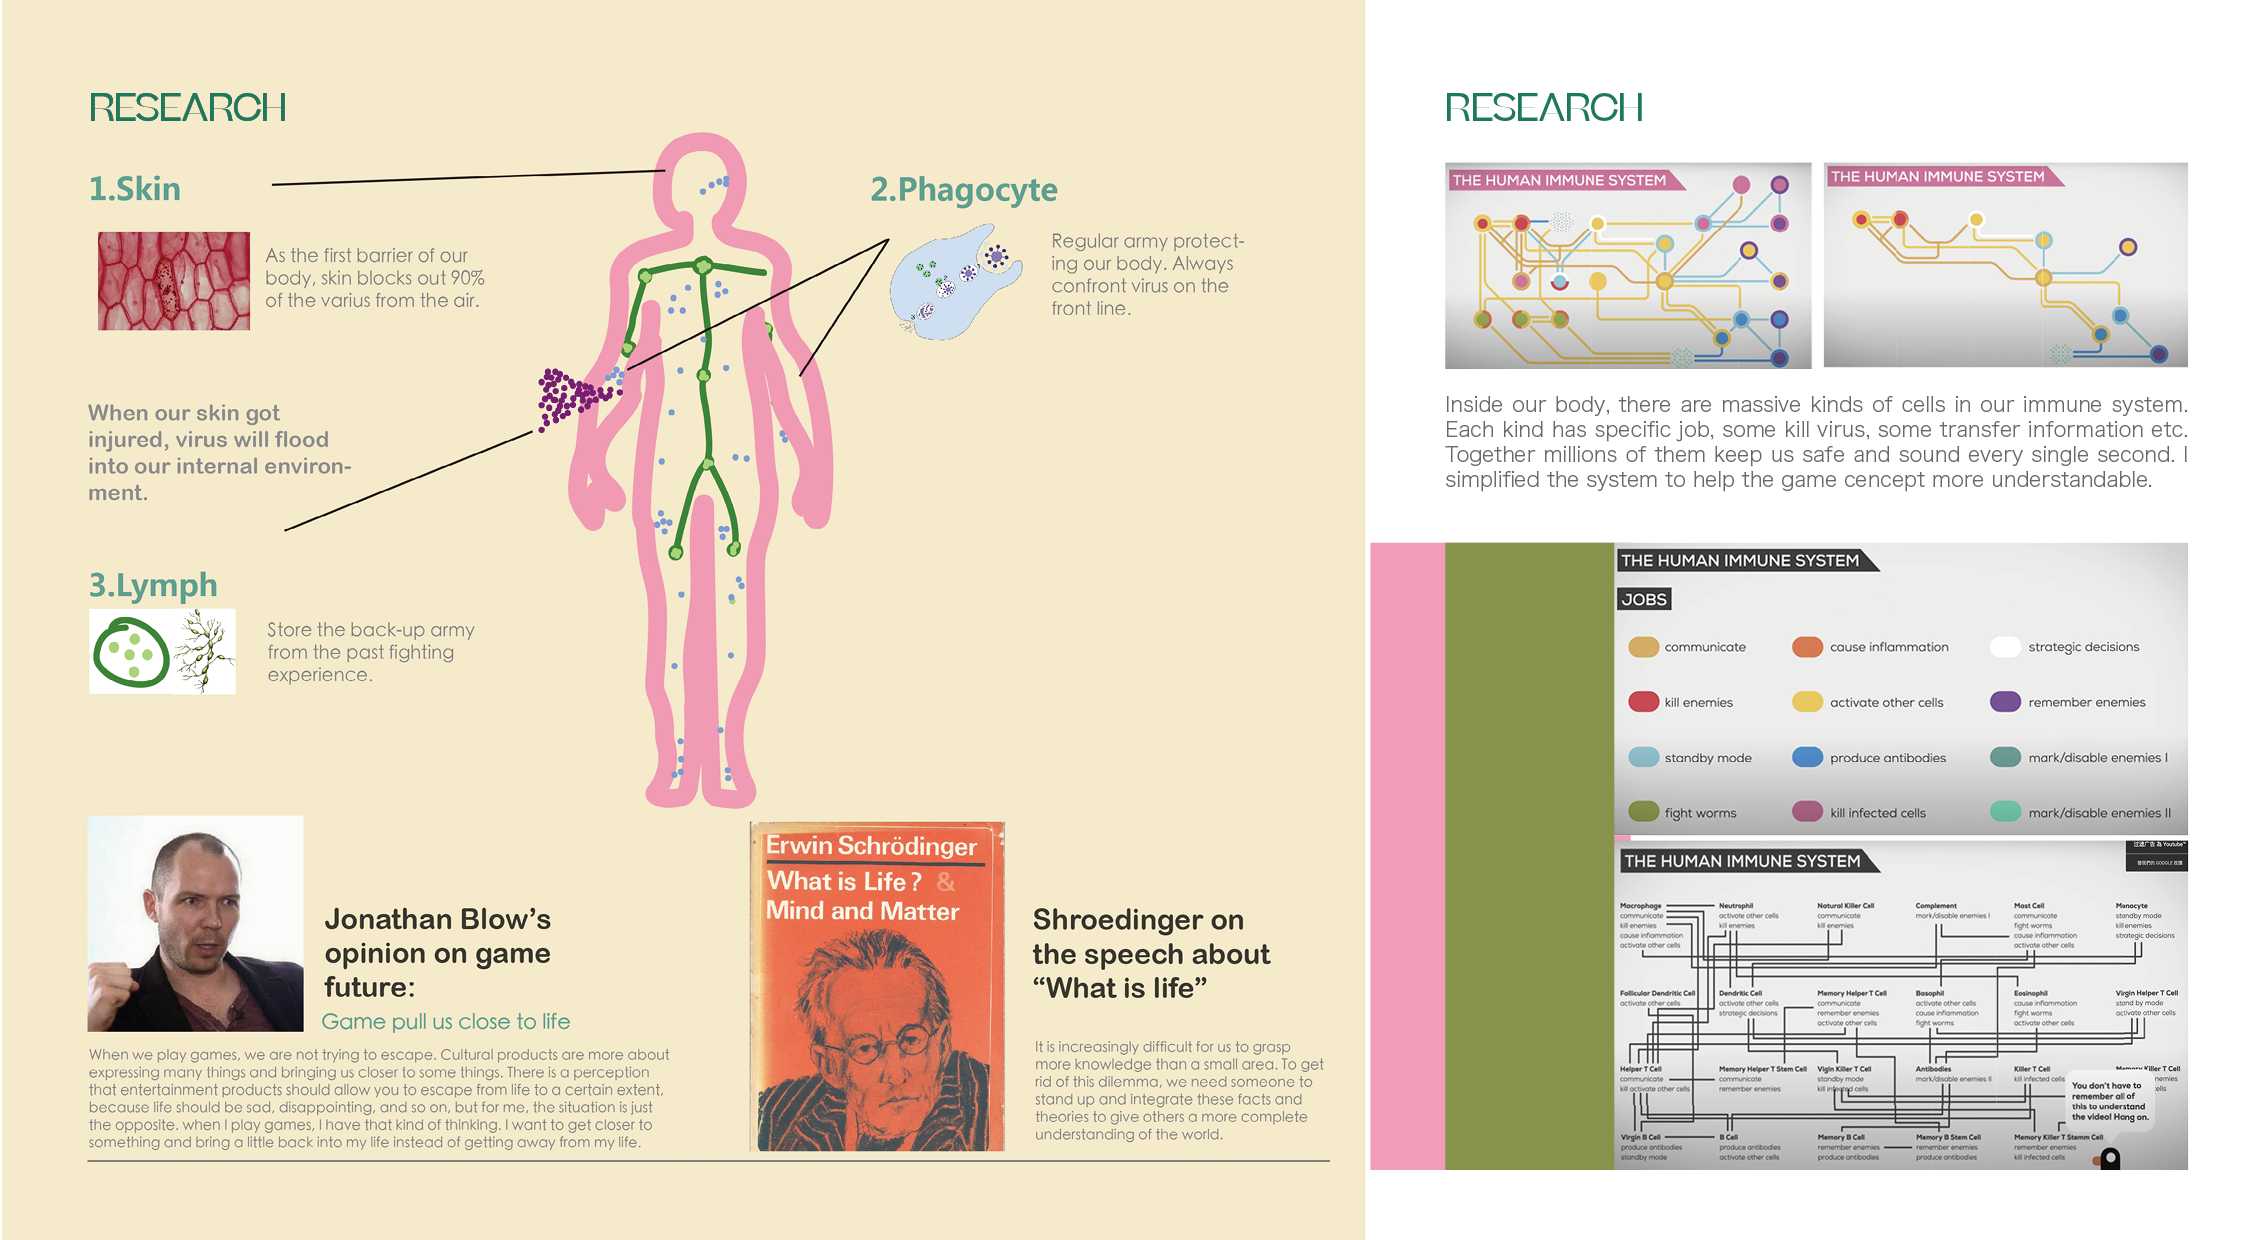 RESEARCH
1.Skin
As the first barrier of our
body, skin blocks out 90%
of the varius from the air.
When our skin got
injured, virus will flood
into our internal environ-
ment.
2.Phagocyte
Regular army protect-
ing our body. Always
confront virus on the
front line.
3.Lymph
Store the back-up army
from the past fighting
experience.
Jonathan Blow's
opinion on game
future:
Game pull us close to life
When we play games, we are not trying to escape. Cultural products are more about
expressing many things and bringing us closer to some things. There is a perception
that entertainment products should allow you to escape from life to a certain extent,
because life should be sad, disappointing, and so on, but for me, the situation is just
the opposite. when I play games, I have that kind of thinking. I want to get closer to
something and bring a little back into my life instead of getting away from my life.
Erwin Schrödinger
What is Life? &
Mind and Matter
Shroedinger on
the speech about
“What is life”
It is increasingly difficult for us to grasp
more knowledge than a small area. To get
rid of this dilemma, we need someone to
stand up and integrate these facts and
theories to give others a more complete
understanding of the world.
RESEARCH
THE HUMAN IMMUNE SYSTEM
THE HUMAN IMMUNE SYSTEM
Inside our body, there are massive kinds of cells in our immune system.
Each kind has specific job, some kill virus, some transfer information etc.
Together millions of them keep us safe and sound every single second. I
simplified the system to help the game cencept more understandable.
THE HUMAN IMMUNE SYSTEM
JOBS
communicate
cause inflammation
strategic decisions
kill enemies
activate other cells
remember enemies
standby mode
produce antibodies
mark/disable enemies I
fight worms
kill infected cells
mark/disable enemies II
THE HUMAN IMMUNE SYSTEM
Macrophage
communicate
kill enemies
cause inflammation
activate other cells
Neutrophil
activate other cells
kill enemies
Natural Killer Cell
communicate
kill enemies
Complement
mark/disable enemies I
Mast Cell
communicate
fight worms
cause inflammation
activate other cells
Monocyte
standby mode
kill enemies
strategic decisions
Follicular Dendritic Cell
activate other cells
Dendritic Cell
activate other cells
strategic decisions
Memory Helper T Cell
communicate
remember enemies
activate other cells
Basophil
activate other cells
cause inflammation
fight worms
Eosinophil
cause inflammation
fight worms
activate other cells
Virgin Helper T Cell
stand by mode
activate other cells
Helper T Cell
communicate
kill activate other cells
Memory Helper T Stem Cell
communicate
remember enemies
Vigin Killer T Cell
standby mode
kill infected cells
Antibodies
mark/disable enemies II
Killer T Cell
kill infected cells
Memory Killer T Cell
You don't have to
remember all of
this to understand
the video! Hang on.
Virgin B Cell
produce antibodies
standby mode
B Cell
produce antibodies
activate other cells
Memory B Cell
remember enemies
produce antibodies
Memory B Stem Cell
remember enemies
produce antibodies
Memory Killer T Stemm Cell
remember enemies
kill infected cells